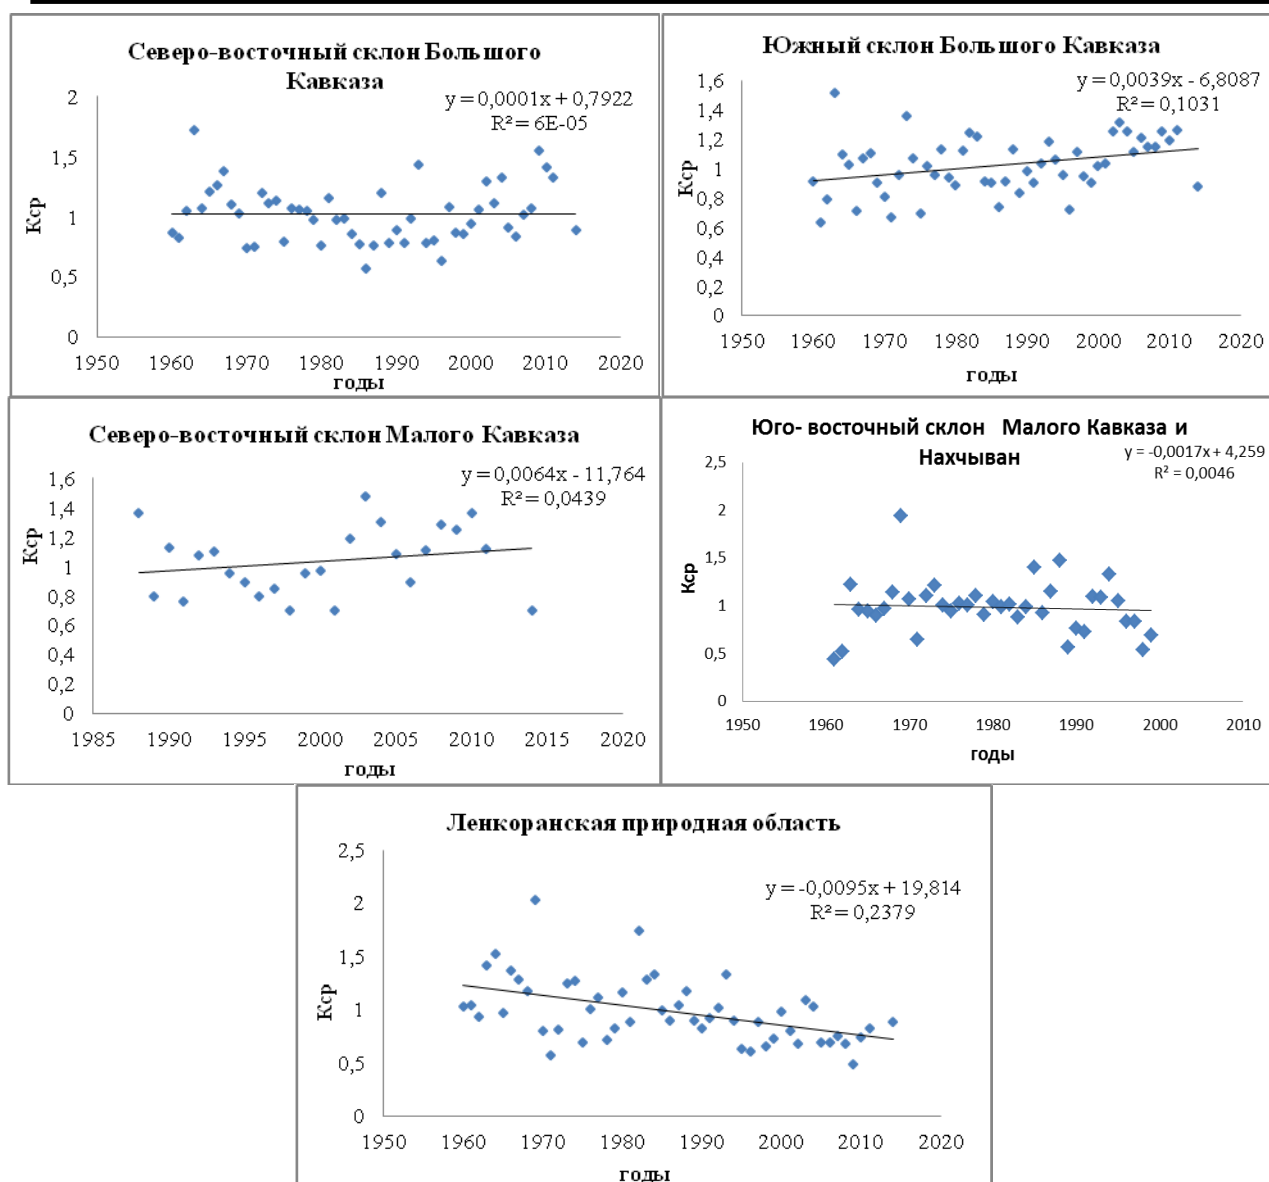 Северо-восточный склон Большого
Кавказа
y = 0,0001x + 0,7922
R² = 6E-05
Кср
2
1,5
1
0,5
0
1950 1960 1970 1980 1990 2000 2010 2020
годы
Южный склон Большого Кавказа
y = 0,0039x - 6,8087
R² = 0,1031
Кср
1,6
1,4
1,2
1
0,8
0,6
0,4
0,2
0
1950 1960 1970 1980 1990 2000 2010 2020
годы
Северо-восточный склон Малого Кавказа
y = 0,0064x - 11,764
R² = 0,0439
Кср
1,6
1,4
1,2
1
0,8
0,6
0,4
0,2
0
1985 1990 1995 2000 2005 2010 2015 2020
годы
Юго- восточный склон Малого Кавказа и
Нахчыван
y = -0,0017x + 4,259
R² = 0,0046
Кср
2,5
2
1,5
1
0,5
0
1950 1960 1970 1980 1990 2000 2010
годы
Ленкоранская природная область
y = -0,0095x + 19,814
R² = 0,2379
Кср
2,5
2
1,5
1
0,5
0
1950 1960 1970 1980 1990 2000 2010 2020
годы